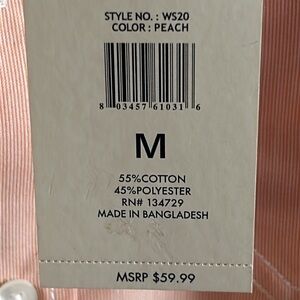 STYLE NO. : WS20
COLOR : PEACH
8 03457 61031 6
M
55%COTTON
45%POLYESTER
RN# 134729
MADE IN BANGLADESH
MSRP $59.99